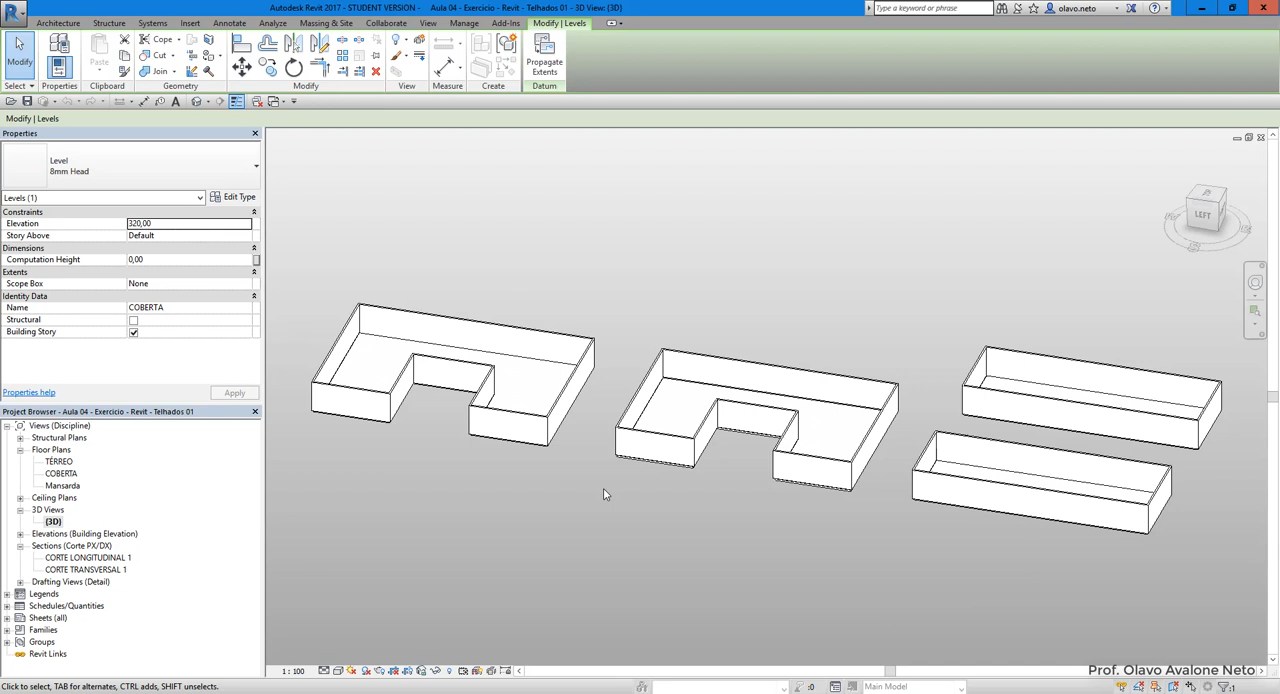 Autodesk Revit 2017 - STUDENT VERSION - Aula 04 - Exercicio - Revit - Telhados 01 - 3D View: {3D}
Type a keyword or phrase
olavo.neto
Architecture Structure Systems Insert Annotate Analyze Massing & Site Collaborate View Manage Add-Ins Modify | Levels
Modify
Paste
Cope
Cut
Join
Propagate
Extents
Select Properties Clipboard Geometry Modify View Measure Create Datum
Modify | Levels
Properties
Level
8mm Head
Levels (1)
Edit Type
Constraints
Elevation 320,00
Story Above Default
Dimensions
Computation Height 0,00
Extents
Scope Box None
Identity Data
Name COBERTA
Structural
Building Story
Properties help
Apply
Project Browser - Aula 04 - Exercicio - Revit - Telhados 01
Views (Discipline)
Structural Plans
Floor Plans
TÉRREO
COBERTA
Mansarda
Ceiling Plans
3D Views
{3D}
Elevations (Building Elevation)
Sections (Corte PX/DX)
CORTE LONGITUDINAL 1
CORTE TRANSVERSAL 1
Drafting Views (Detail)
Legends
Schedules/Quantities
Sheets (all)
Families
Groups
Revit Links
LEFT
1 : 100
Prof. Olavo Avalone Neto
Click to select, TAB for alternates, CTRL adds, SHIFT unselects.
:0
Main Model
:1